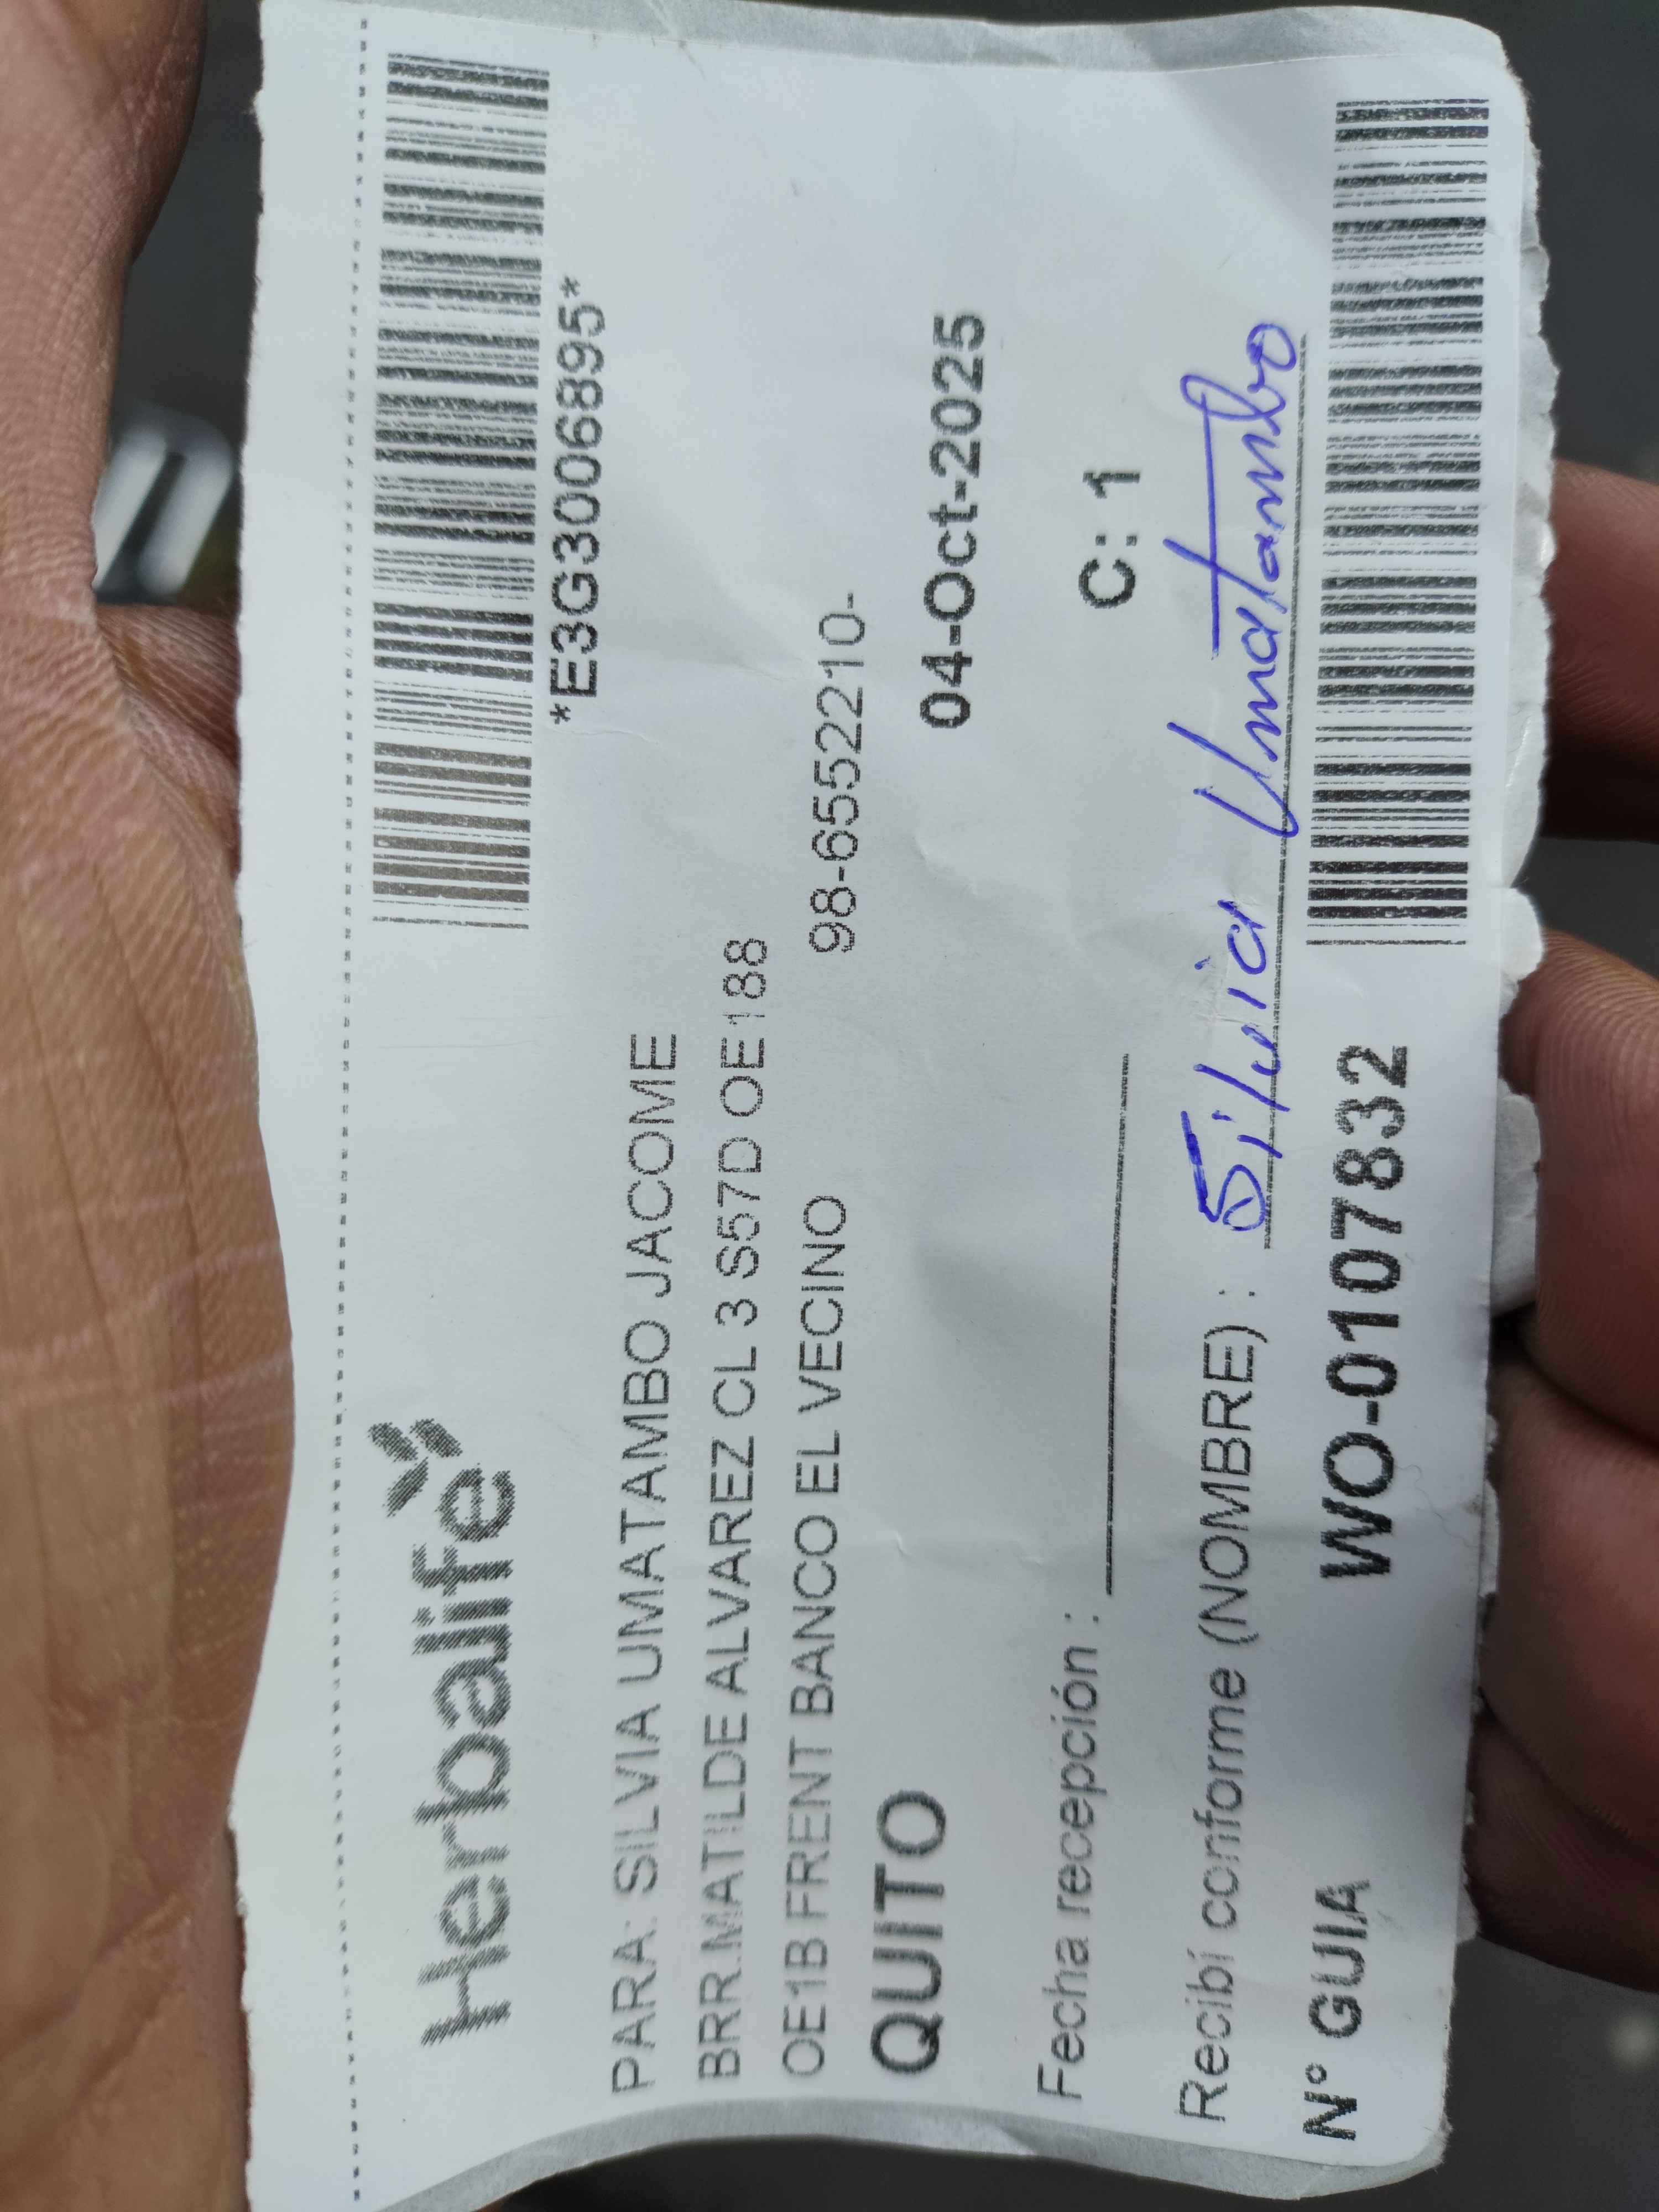 Herbalife
*E3G3006895*
PARA: SILVIA UMATAMBO JACOME
BRR.MATILDE ALVAREZ CL 3 S57D OE188
OE1B FRENT BANCO EL VECINO 98-6552210-
QUITO 04-Oct-2025
Fecha recepción : C: 1
Recibí conforme (NOMBRE) : Silvia Umatambo
N° GUIA WO-0107832